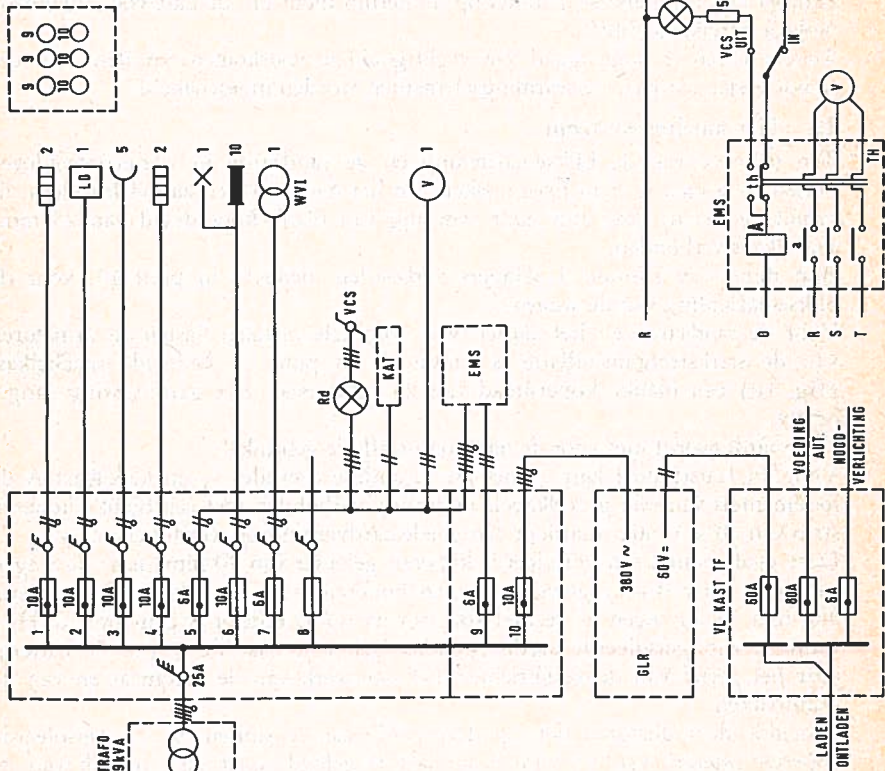 9 9 9
10 10 10
2
1
5
2
1
10
1
1
LD
WVI
V
VCS
Rd
KAT
EMS
TRAFO
9kVA
25A
1 10A
2 10A
3 10A
4 10A
5 6A
6 10A
7 6A
8
9 6A
10 10A
GLR
380V~
60V=
VL KAST TF
50A
80A
6A
VOEDING
AUT.
NOOD-
VERLICHTING
LADEN
ONTLADEN
5
VCS
UIT
IN
V
TH
EMS
th
A
a
R
O
R
S
T